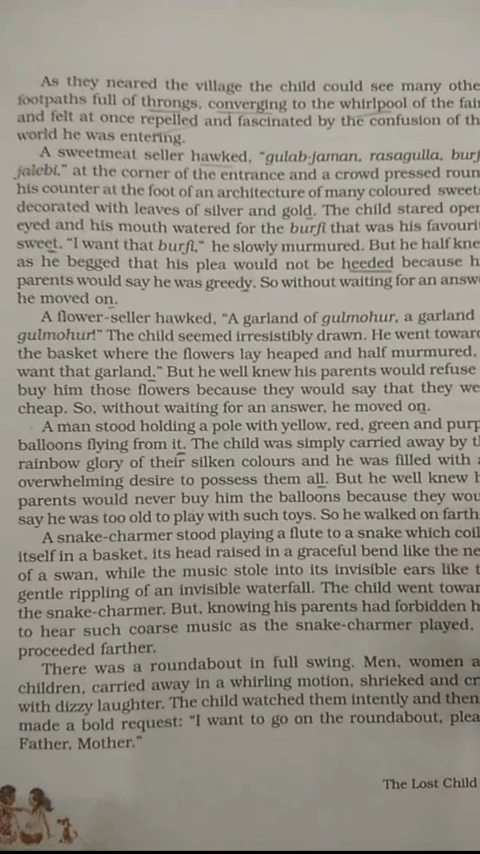 As they neared the village the child could see many othe
footpaths full of throngs, converging to the whirlpool of the fai
and felt at once repelled and fascinated by the confusion of th
world he was entering.
A sweetmeat seller hawked, “gulab-jaman, rasagulla, burf
jalebi,” at the corner of the entrance and a crowd pressed roun
his counter at the foot of an architecture of many coloured sweet
decorated with leaves of silver and gold. The child stared open
eyed and his mouth watered for the burfi that was his favouri
sweet. “I want that burfi,” he slowly murmured. But he half kne
as he begged that his plea would not be heeded because h
parents would say he was greedy. So without waiting for an answ
he moved on.
A flower-seller hawked, “A garland of gulmohur, a garland
gulmohur!” The child seemed irresistibly drawn. He went towar
the basket where the flowers lay heaped and half murmured,
want that garland.” But he well knew his parents would refuse
buy him those flowers because they would say that they we
cheap. So, without waiting for an answer, he moved on.
A man stood holding a pole with yellow, red, green and purp
balloons flying from it. The child was simply carried away by t
rainbow glory of their silken colours and he was filled with a
overwhelming desire to possess them all. But he well knew h
parents would never buy him the balloons because they wou
say he was too old to play with such toys. So he walked on farth
A snake-charmer stood playing a flute to a snake which coil
itself in a basket, its head raised in a graceful bend like the ne
of a swan, while the music stole into its invisible ears like t
gentle rippling of an invisible waterfall. The child went towar
the snake-charmer. But, knowing his parents had forbidden h
to hear such coarse music as the snake-charmer played,
proceeded farther.
There was a roundabout in full swing. Men, women a
children, carried away in a whirling motion, shrieked and cr
with dizzy laughter. The child watched them intently and then
made a bold request: “I want to go on the roundabout, plea
Father, Mother.”
The Lost Child